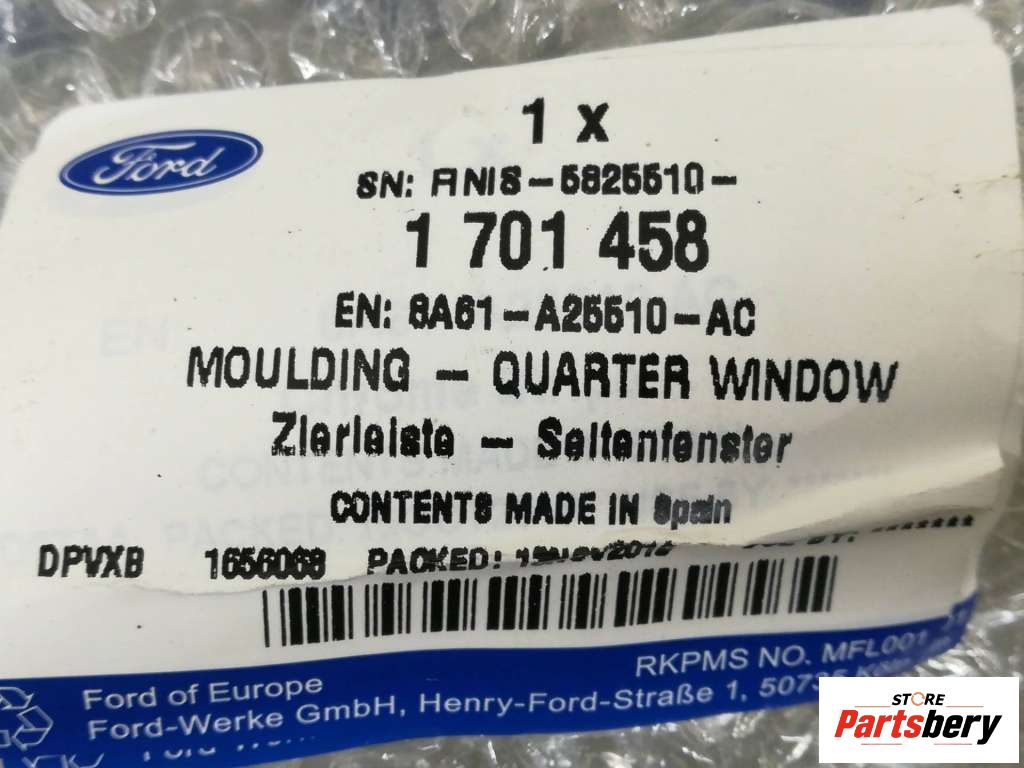 Ford
1 x
SN: FINIS-5825510-
1 701 458
EN: 8A61-A25510-AC
MOULDING - QUARTER WINDOW
Zierleiste - Seitenfenster
CONTENTS MADE IN Spain
DPVXB 1656068 PACKED:
RKPMS NO. MFL001
Ford of Europe
Ford-Werke GmbH, Henry-Ford-Straße 1,
STORE
Partsbery